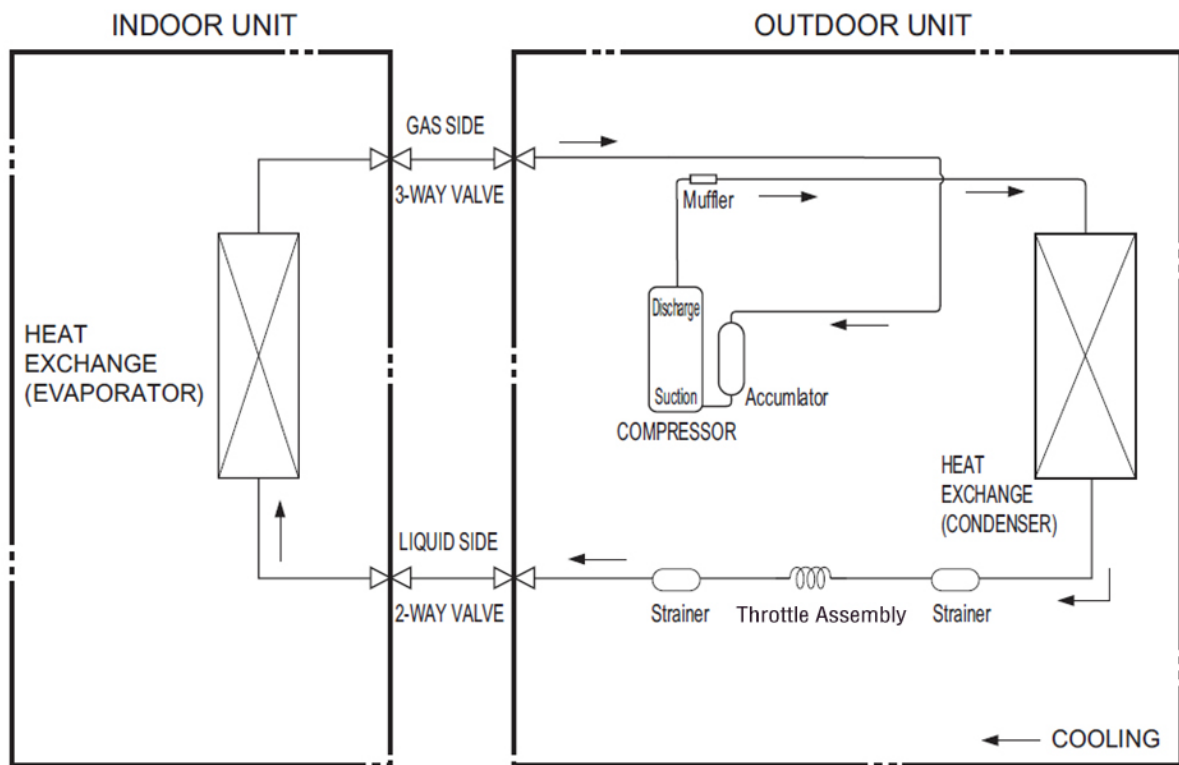 INDOOR UNIT
OUTDOOR UNIT
GAS SIDE
3-WAY VALVE
Muffler
Discharge
Suction
Accumlator
COMPRESSOR
HEAT
EXCHANGE
(EVAPORATOR)
HEAT
EXCHANGE
(CONDENSER)
LIQUID SIDE
2-WAY VALVE
Strainer
Throttle Assembly
Strainer
COOLING